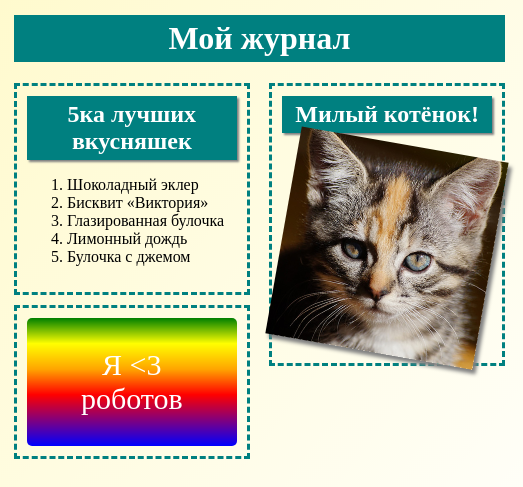 Мой журнал
5ка лучших
вкусняшек
1. Шоколадный эклер
2. Бисквит «Виктория»
3. Глазированная булочка
4. Лимонный дождь
5. Булочка с джемом
Я <3
роботов
Милый котёнок!